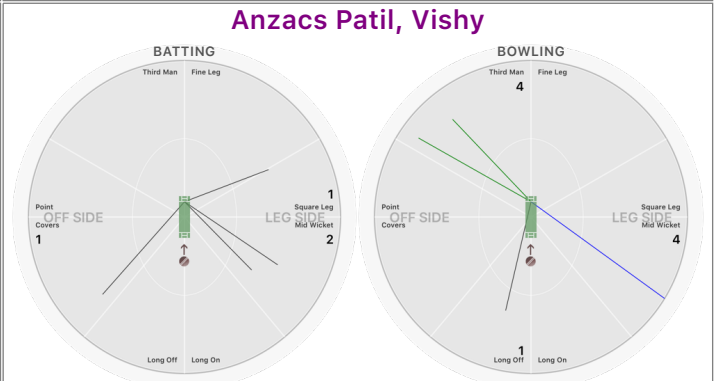 Anzacs Patil, Vishy
BATTING
Third Man Fine Leg
1
Point
Square Leg
OFF SIDE
LEG SIDE
Covers
Mid Wicket
1
2
Long Off Long On
BOWLING
Third Man Fine Leg
4
Point
Square Leg
OFF SIDE
LEG SIDE
Covers
Mid Wicket
4
1
Long Off Long On